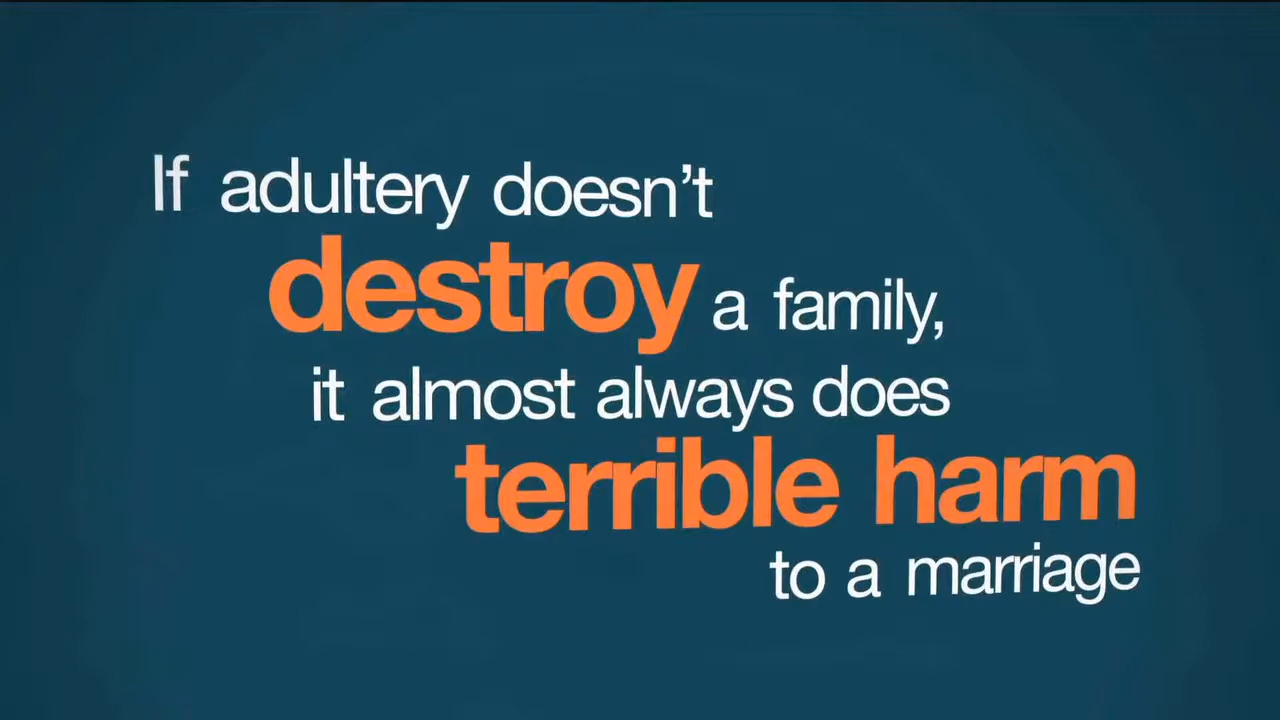 If adultery doesn’t
destroy a family,
it almost always does
terrible harm
to a marriage